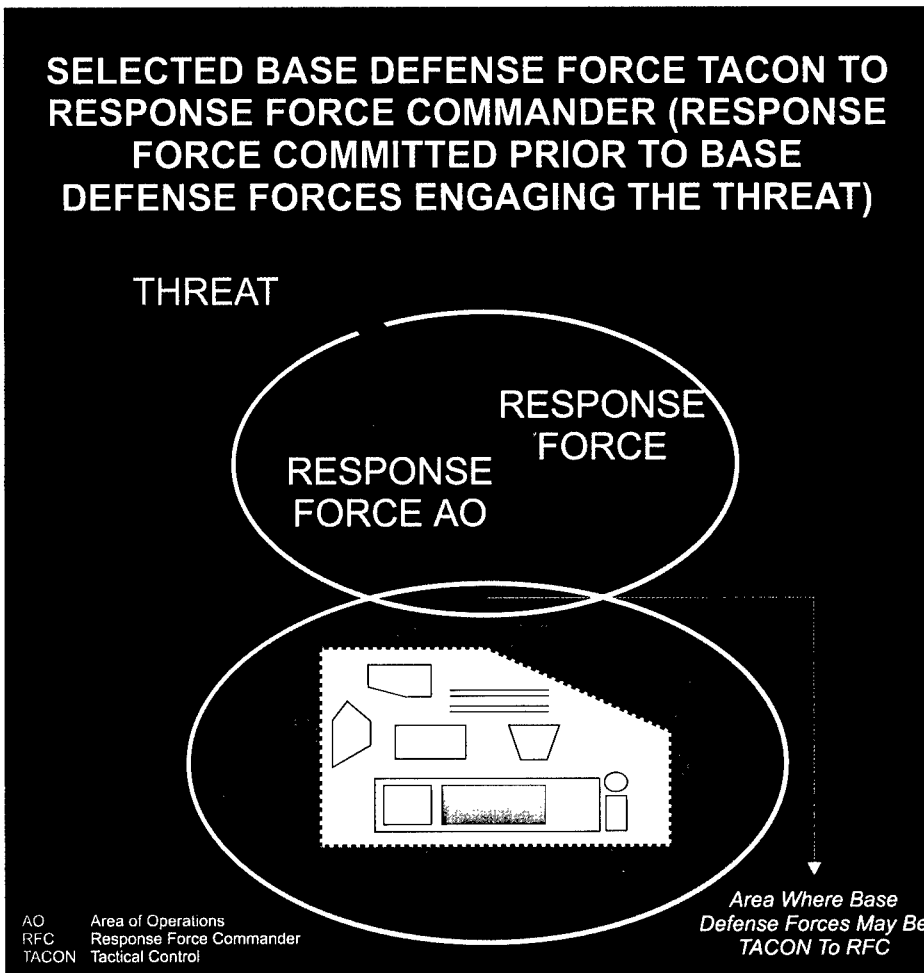 SELECTED BASE DEFENSE FORCE TACON TO
RESPONSE FORCE COMMANDER (RESPONSE
FORCE COMMITTED PRIOR TO BASE
DEFENSE FORCES ENGAGING THE THREAT)
THREAT
RESPONSE
FORCE
RESPONSE
FORCE AO
Area Where Base
Defense Forces May Be
TACON To RFC
AO Area of Operations
RFC Response Force Commander
TACON Tactical Control